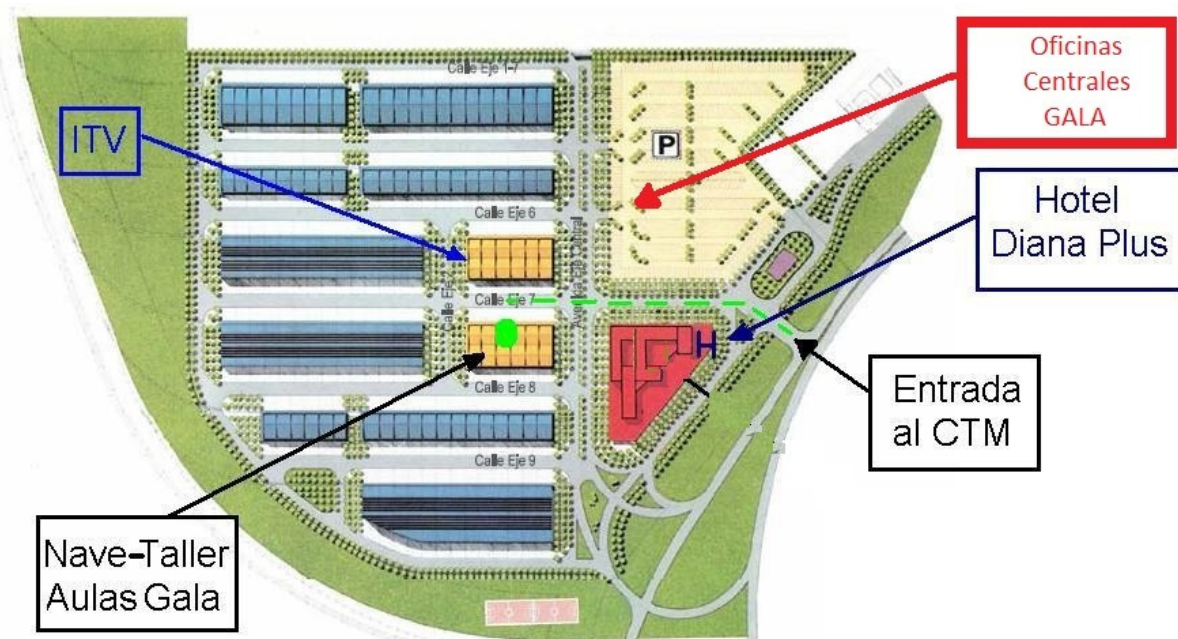 Calle Eje 1-7
Oficinas
Centrales
GALA
P
ITV
Calle Eje 6
Hotel
Diana Plus
Calle Eje 7
H
Calle Eje 8
Entrada
al CTM
Calle Eje 9
Nave-Taller
Aulas Gala